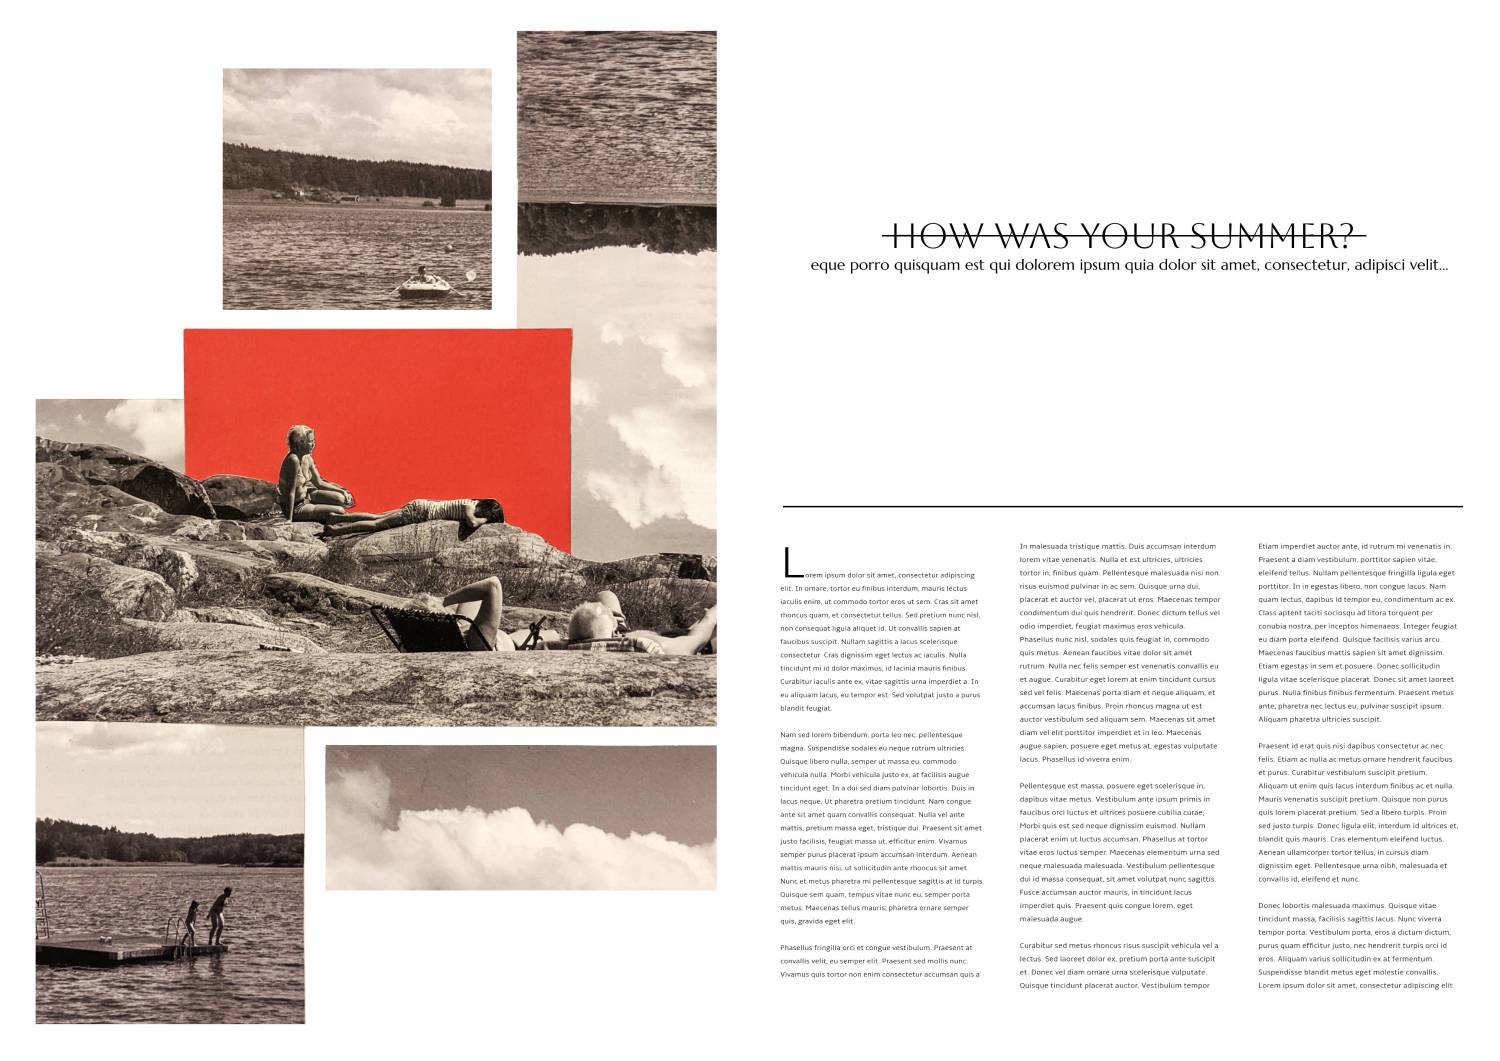 HOW WAS YOUR SUMMER?
eque porro quisquam est qui dolorem ipsum quia dolor sit amet, consectetur, adipisci velit...
Lorem ipsum dolor sit amet, consectetur adipiscing
elit. In ornare, tortor eu finibus interdum, mauris lectus
iaculis enim, ut commodo tortor eros ut sem. Cras sit amet
rhoncus quam, et consectetur tellus. Sed pretium nunc nisl,
non consequat ligula aliquet id. Ut convallis sapien at
faucibus suscipit. Nullam sagittis a lacus scelerisque
consectetur. Cras dignissim eget lectus ac iaculis. Nulla
tincidunt mi id dolor maximus, id lacinia mauris finibus.
Curabitur iaculis ante ex, vitae sagittis urna imperdiet a. In
eu aliquam lacus, eu tempor est. Sed volutpat justo a purus
blandit feugiat.
Nam sed lorem bibendum, porta leo nec, pellentesque
magna. Suspendisse sodales eu neque rutrum ultricies.
Quisque libero nulla, semper ut massa eu, commodo
vehicula nulla. Morbi vehicula justo ex, at facilisis augue
tincidunt eget. In a dui sed diam pulvinar lobortis. Duis in
lacus neque. Ut pharetra pretium tincidunt. Nam congue
ante sit amet quam convallis consequat. Nulla vel ante
mattis, pretium massa eget, tristique dui. Praesent sit amet
justo facilisis, feugiat massa ut, efficitur enim. Vivamus
semper purus placerat ipsum accumsan interdum. Aenean
mattis mauris nisi, ut sollicitudin ante rhoncus sit amet.
Nunc et metus pharetra mi pellentesque sagittis at id turpis.
Quisque sem quam, tempus vitae nunc eu, semper porta
metus. Maecenas tellus mauris, pharetra ornare semper
quis, gravida eget elit.
Phasellus fringilla orci et congue vestibulum. Praesent at
convallis velit, eu semper elit. Praesent sed mollis nunc.
Vivamus quis tortor non enim consectetur accumsan quis a
In malesuada tristique mattis. Duis accumsan interdum
lorem vitae venenatis. Nulla et est ultricies, ultricies
tortor in, finibus quam. Pellentesque malesuada nisi non
risus euismod pulvinar in ac sem. Quisque urna dui,
placerat et auctor vel, placerat ut eros. Maecenas tempor
condimentum dui quis hendrerit. Donec dictum tellus vel
odio imperdiet, feugiat maximus eros vehicula.
Phasellus nunc nisl, sodales quis feugiat in, commodo
quis metus. Aenean faucibus vitae dolor sit amet
rutrum. Nulla nec felis semper est venenatis convallis eu
et augue. Curabitur eget lorem at enim tincidunt cursus
sed vel felis. Maecenas porta diam et neque aliquam, et
accumsan lacus finibus. Proin rhoncus magna ut est
auctor vestibulum sed aliquam sem. Maecenas sit amet
diam vel elit porttitor imperdiet et in leo. Maecenas
augue sapien, posuere eget metus at, egestas vulputate
lacus. Phasellus id viverra enim.
Pellentesque est massa, posuere eget scelerisque in,
dapibus vitae metus. Vestibulum ante ipsum primis in
faucibus orci luctus et ultrices posuere cubilia curae;
Morbi quis est sed neque dignissim euismod. Nullam
placerat enim ut luctus accumsan. Phasellus at tortor
vitae eros luctus semper. Maecenas elementum urna sed
neque malesuada malesuada. Vestibulum pellentesque
dui id massa consequat, sit amet volutpat nunc sagittis.
Fusce accumsan auctor mauris, in tincidunt lacus
imperdiet quis. Praesent quis congue lorem, eget
malesuada augue.
Curabitur sed metus rhoncus risus suscipit vehicula vel a
lectus. Sed laoreet dolor ex, pretium porta ante suscipit
et. Donec vel diam ornare urna scelerisque vulputate.
Quisque tincidunt placerat auctor. Vestibulum tempor
Etiam imperdiet auctor ante, id rutrum mi venenatis in.
Praesent a diam vestibulum, porttitor sapien vitae,
eleifend tellus. Nullam pellentesque fringilla ligula eget
porttitor. In in egestas libero, non congue lacus. Nam
quam lectus, dapibus id tempor eu, condimentum ac ex.
Class aptent taciti sociosqu ad litora torquent per
conubia nostra, per inceptos himenaeos. Integer feugiat
eu diam porta eleifend. Quisque facilisis varius arcu.
Maecenas faucibus mattis sapien sit amet dignissim.
Etiam egestas in sem et posuere. Donec sollicitudin
ligula vitae scelerisque placerat. Donec sit amet laoreet
purus. Nulla finibus finibus fermentum. Praesent metus
ante, pharetra nec lectus eu, pulvinar suscipit ipsum.
Aliquam pharetra ultricies suscipit.
Praesent id erat quis nisi dapibus consectetur ac nec
felis. Etiam ac nulla ac metus ornare hendrerit faucibus
et purus. Curabitur vestibulum suscipit pretium.
Aliquam ut enim quis lacus interdum finibus ac et nulla.
Mauris venenatis suscipit pretium. Quisque non purus
quis lorem placerat pretium. Sed a libero turpis. Proin
sed justo turpis. Donec ligula elit, interdum id ultrices et,
blandit quis mauris. Cras elementum eleifend luctus.
Aenean ullamcorper tortor tellus, in cursus diam
dignissim eget. Pellentesque urna nibh, malesuada et
convallis id, eleifend et nunc.
Donec lobortis malesuada maximus. Quisque vitae
tincidunt massa, facilisis sagittis lacus. Nunc viverra
tempor porta. Vestibulum porta, eros a dictum dictum,
purus quam efficitur justo, nec hendrerit turpis orci id
eros. Aliquam varius sollicitudin ex at fermentum.
Suspendisse blandit metus eget molestie convallis.
Lorem ipsum dolor sit amet, consectetur adipiscing elit.